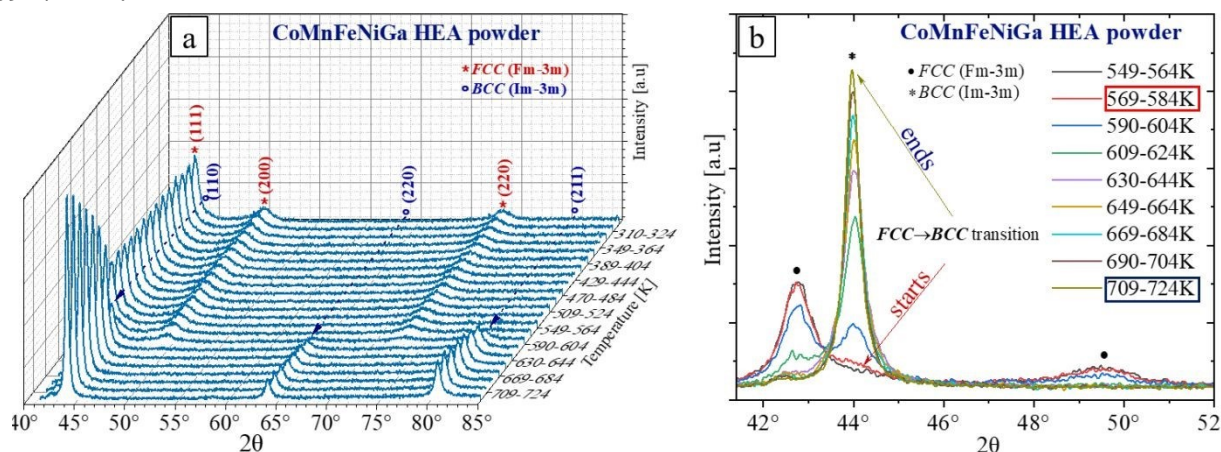 a
CoMnFeNiGa HEA powder
* FCC (Fm-3m)
° BCC (Im-3m)
Intensity [a.u]
* (111)
° (110)
* (200)
° (220)
* (220)
° (211)
310-324
349-364
389-404
429-444
470-484
509-524
549-564
590-604
630-644
669-684
709-724
Temperature [K]
40° 45° 50° 55° 60° 65° 70° 75° 80° 85°
2θ
b
CoMnFeNiGa HEA powder
• FCC (Fm-3m)
* BCC (Im-3m)
549-564K
569-584K
590-604K
609-624K
630-644K
649-664K
669-684K
690-704K
709-724K
ends
FCC→BCC transition
starts
Intensity [a.u]
42° 44° 46° 48° 50° 52
2θ